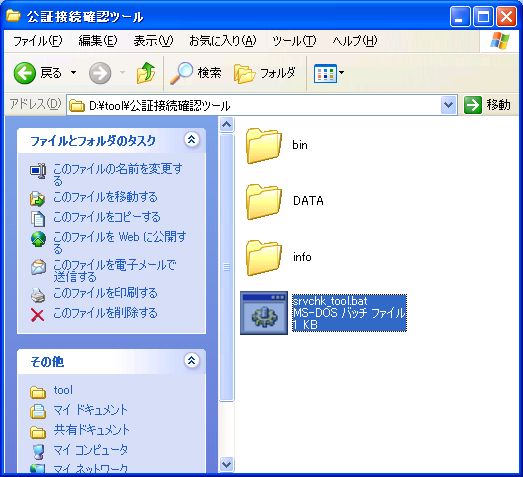 公証接続確認ツール
ファイル(F) 編集(E) 表示(V) お気に入り(A) ツール(T) ヘルプ(H)
戻る 検索 フォルダ
アドレス(D) D:¥tool¥公証接続確認ツール 移動
ファイルとフォルダのタスク
このファイルの名前を変更す
る
このファイルを移動する
このファイルをコピーする
このファイルを Web に公開す
る
このファイルを電子メールで
送信する
このファイルを印刷する
このファイルを削除する
その他
tool
マイ ドキュメント
共有ドキュメント
マイ コンピュータ
マイ ネットワーク
bin
DATA
info
srvchk_tool.bat
MS-DOS バッチ ファイル
1 KB